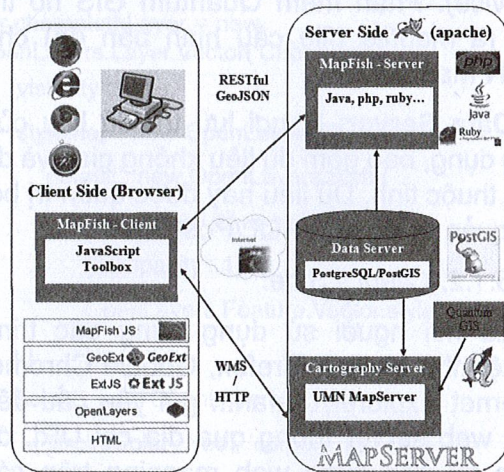 Server Side (apache)
MapFish - Server
Java, php, ruby...
php
Java
Ruby
RESTful
GeoJSON
Client Side (Browser)
MapFish - Client
JavaScript
Toolbox
Internet
Data Server
PostgreSQL/PostGIS
PostGIS
Quantum
GIS
MapFish JS
GeoExt GeoExt
ExtJS Ext JS
OpenLayers
HTML
WMS
/
HTTP
Cartography Server
UMN MapServer
MAPSERVER